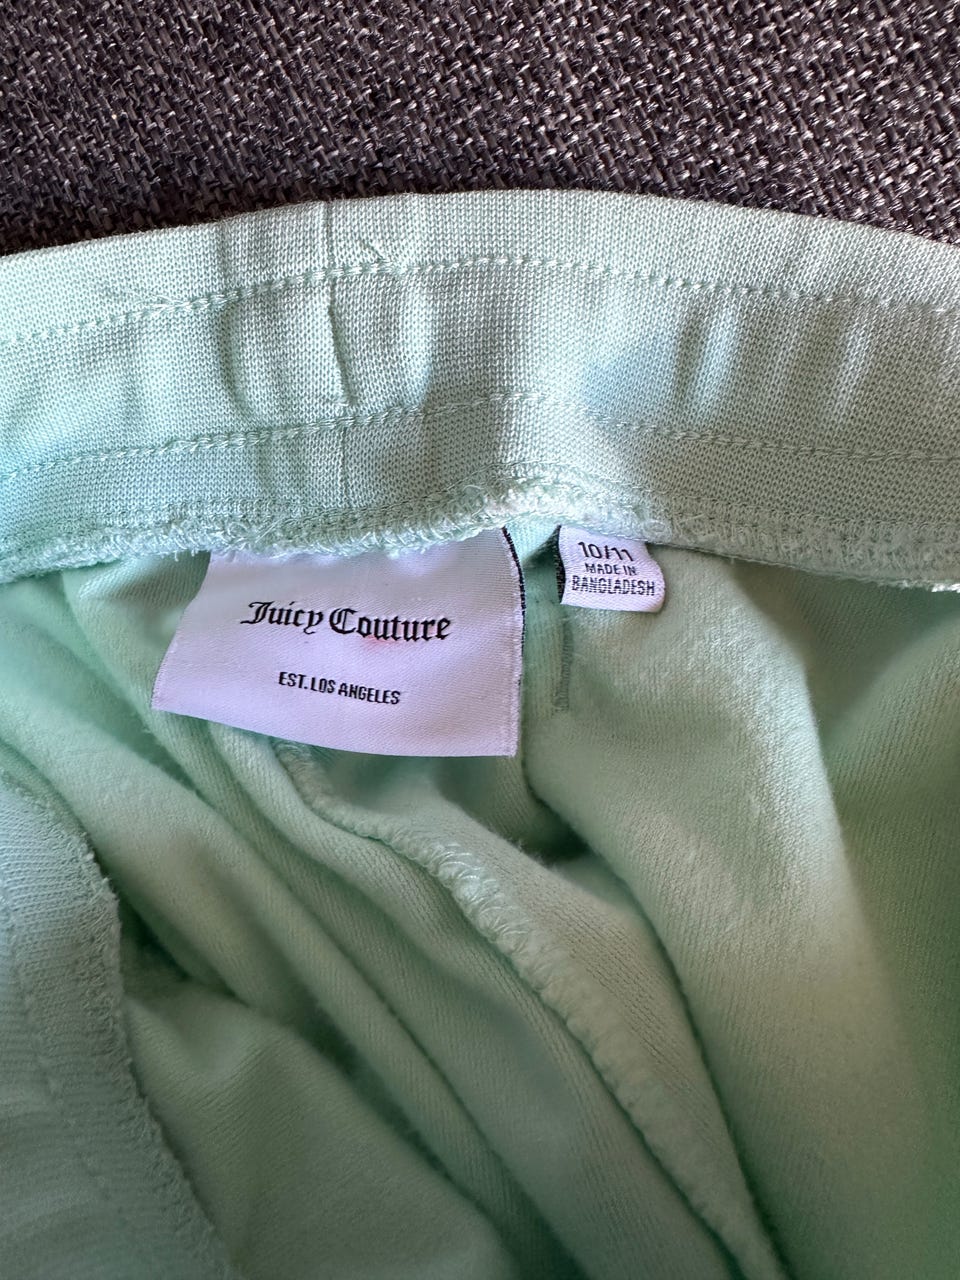 Juicy Couture
EST. LOS ANGELES
10/11
MADE IN
BANGLADESH